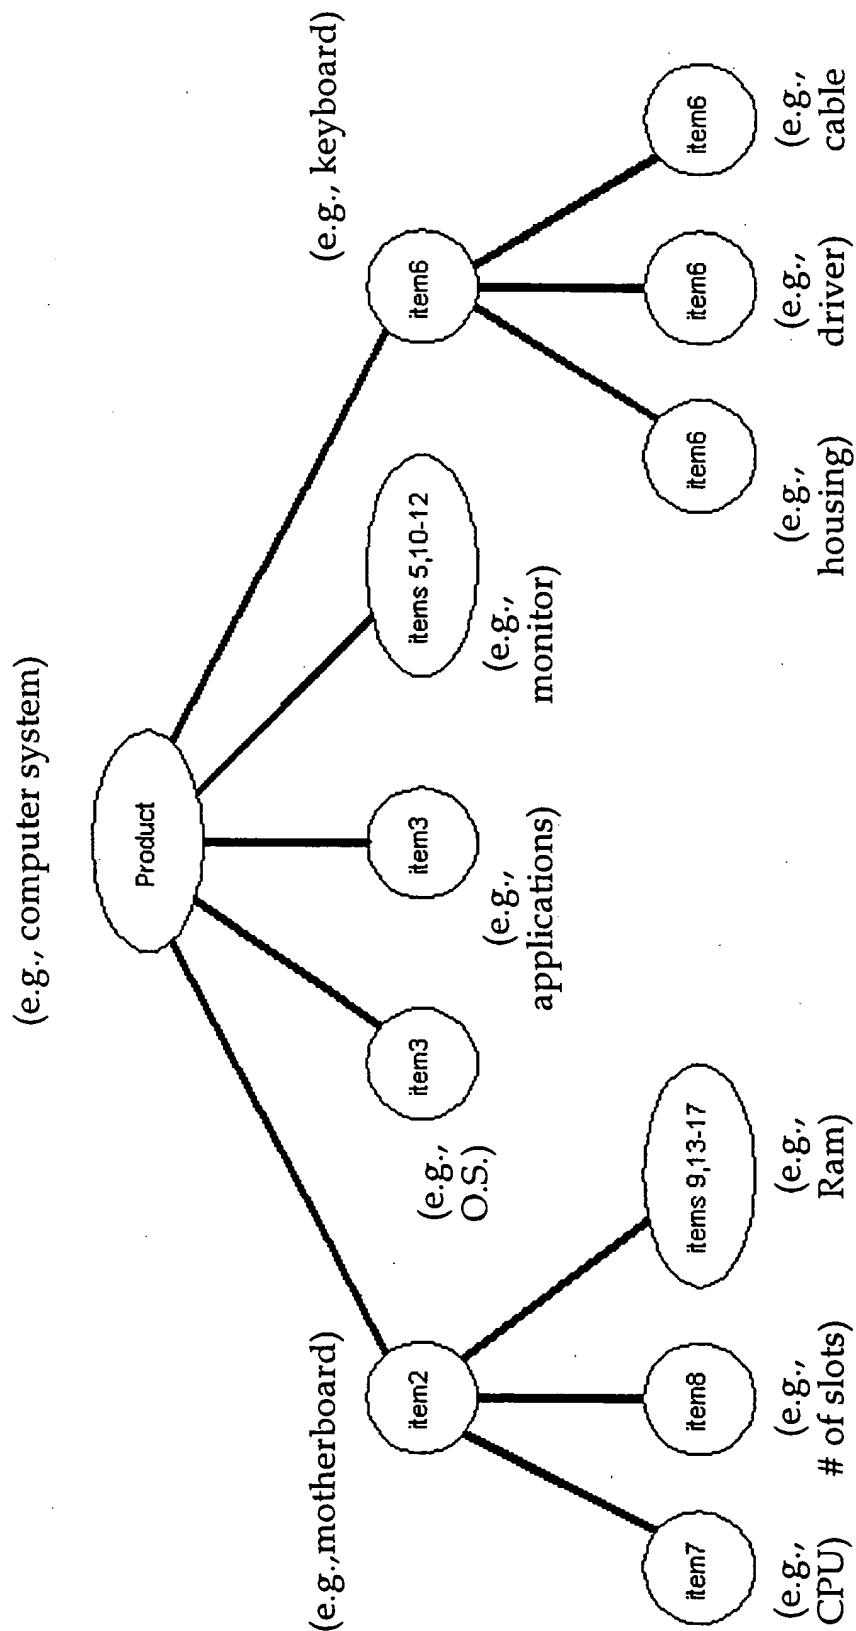 (e.g., computer system)
Product
(e.g.,motherboard)
(e.g., keyboard)
item2
item3
item3
items 5,10-12
item6
(e.g.,
O.S.)
(e.g.,
applications)
(e.g.,
monitor)
item7
item8
items 9,13-17
item6
item6
item6
(e.g.,
CPU)
(e.g.,
# of slots)
(e.g.,
Ram)
(e.g.,
housing)
(e.g.,
driver)
(e.g.,
cable